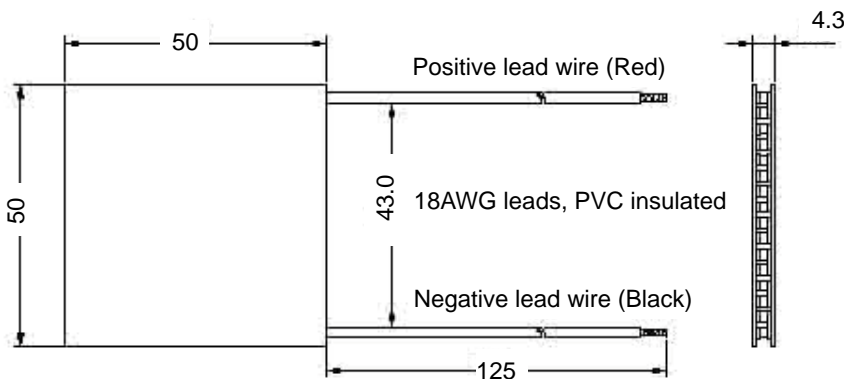 50
4.3
Positive lead wire (Red)
50
43.0
18AWG leads, PVC insulated
Negative lead wire (Black)
125